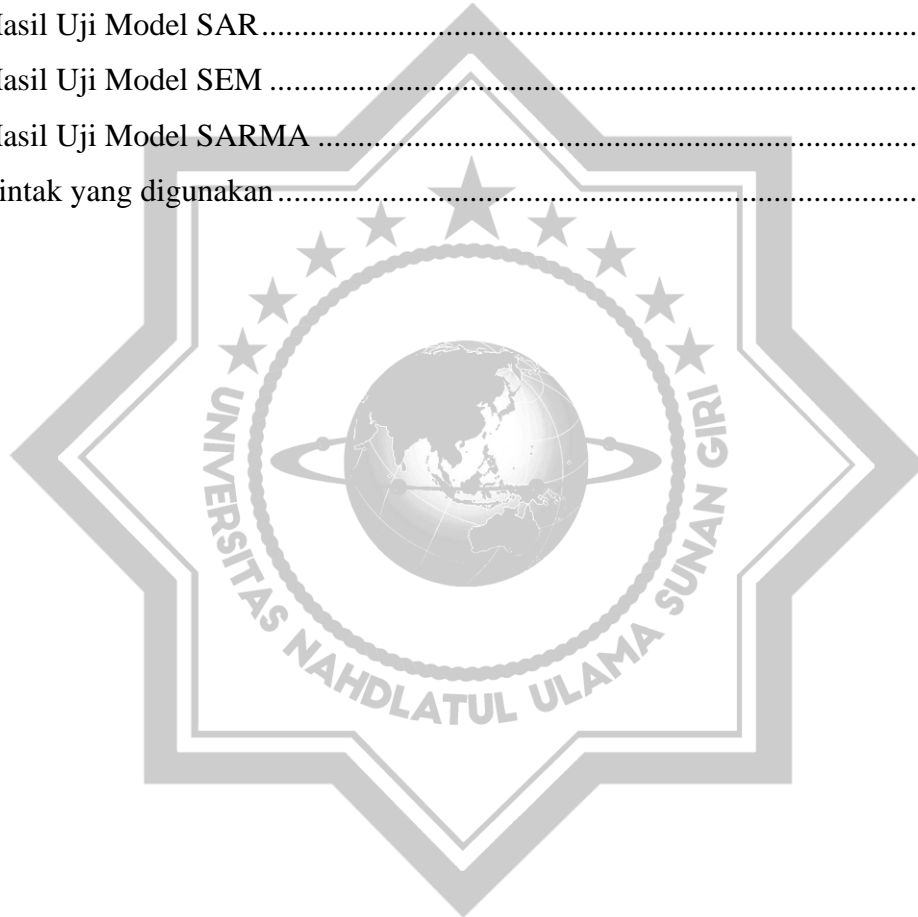 Hasil Uji Model SAR....................................................................................
Hasil Uji Model SEM ...................................................................................
Hasil Uji Model SARMA .............................................................................
intak yang digunakan..................................................................................
UNIVERSITAS NAHDLATUL ULAMA SUNAN GIRI